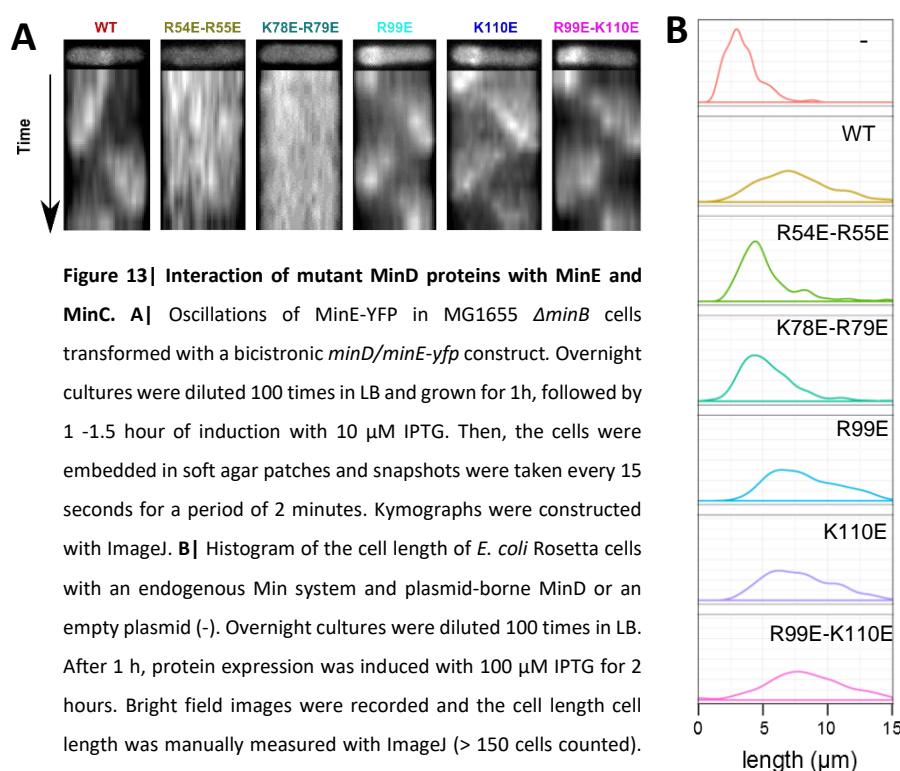 A
WT R54E-R55E K78E-R79E R99E K110E R99E-K110E
Time
Figure 13| Interaction of mutant MinD proteins with MinE and
MinC. A| Oscillations of MinE-YFP in MG1655 ΔminB cells
transformed with a bicistronic minD/minE-yfp construct. Overnight
cultures were diluted 100 times in LB and grown for 1h, followed by
1 -1.5 hour of induction with 10 µM IPTG. Then, the cells were
embedded in soft agar patches and snapshots were taken every 15
seconds for a period of 2 minutes. Kymographs were constructed
with ImageJ. B| Histogram of the cell length of E. coli Rosetta cells
with an endogenous Min system and plasmid-borne MinD or an
empty plasmid (-). Overnight cultures were diluted 100 times in LB.
After 1 h, protein expression was induced with 100 µM IPTG for 2
hours. Bright field images were recorded and the cell length cell
length was manually measured with ImageJ (> 150 cells counted).
B
-
WT
R54E-R55E
K78E-R79E
R99E
K110E
R99E-K110E
0 5 10 15
length (µm)